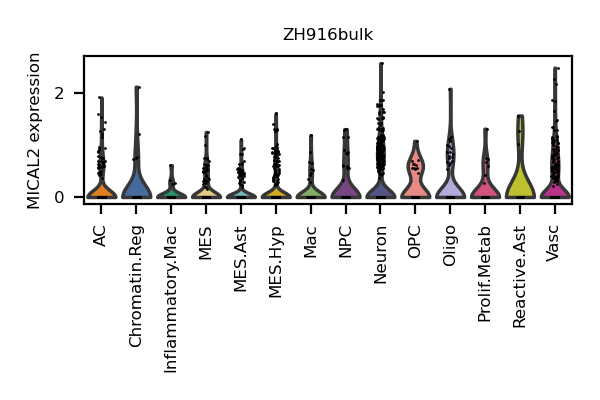 ZH916bulk
MICAL2 expression
2
0
AC
Chromatin.Reg
Inflammatory.Mac
MES
MES.Ast
MES.Hyp
Mac
NPC
Neuron
OPC
Oligo
Prolif.Metab
Reactive.Ast
Vasc